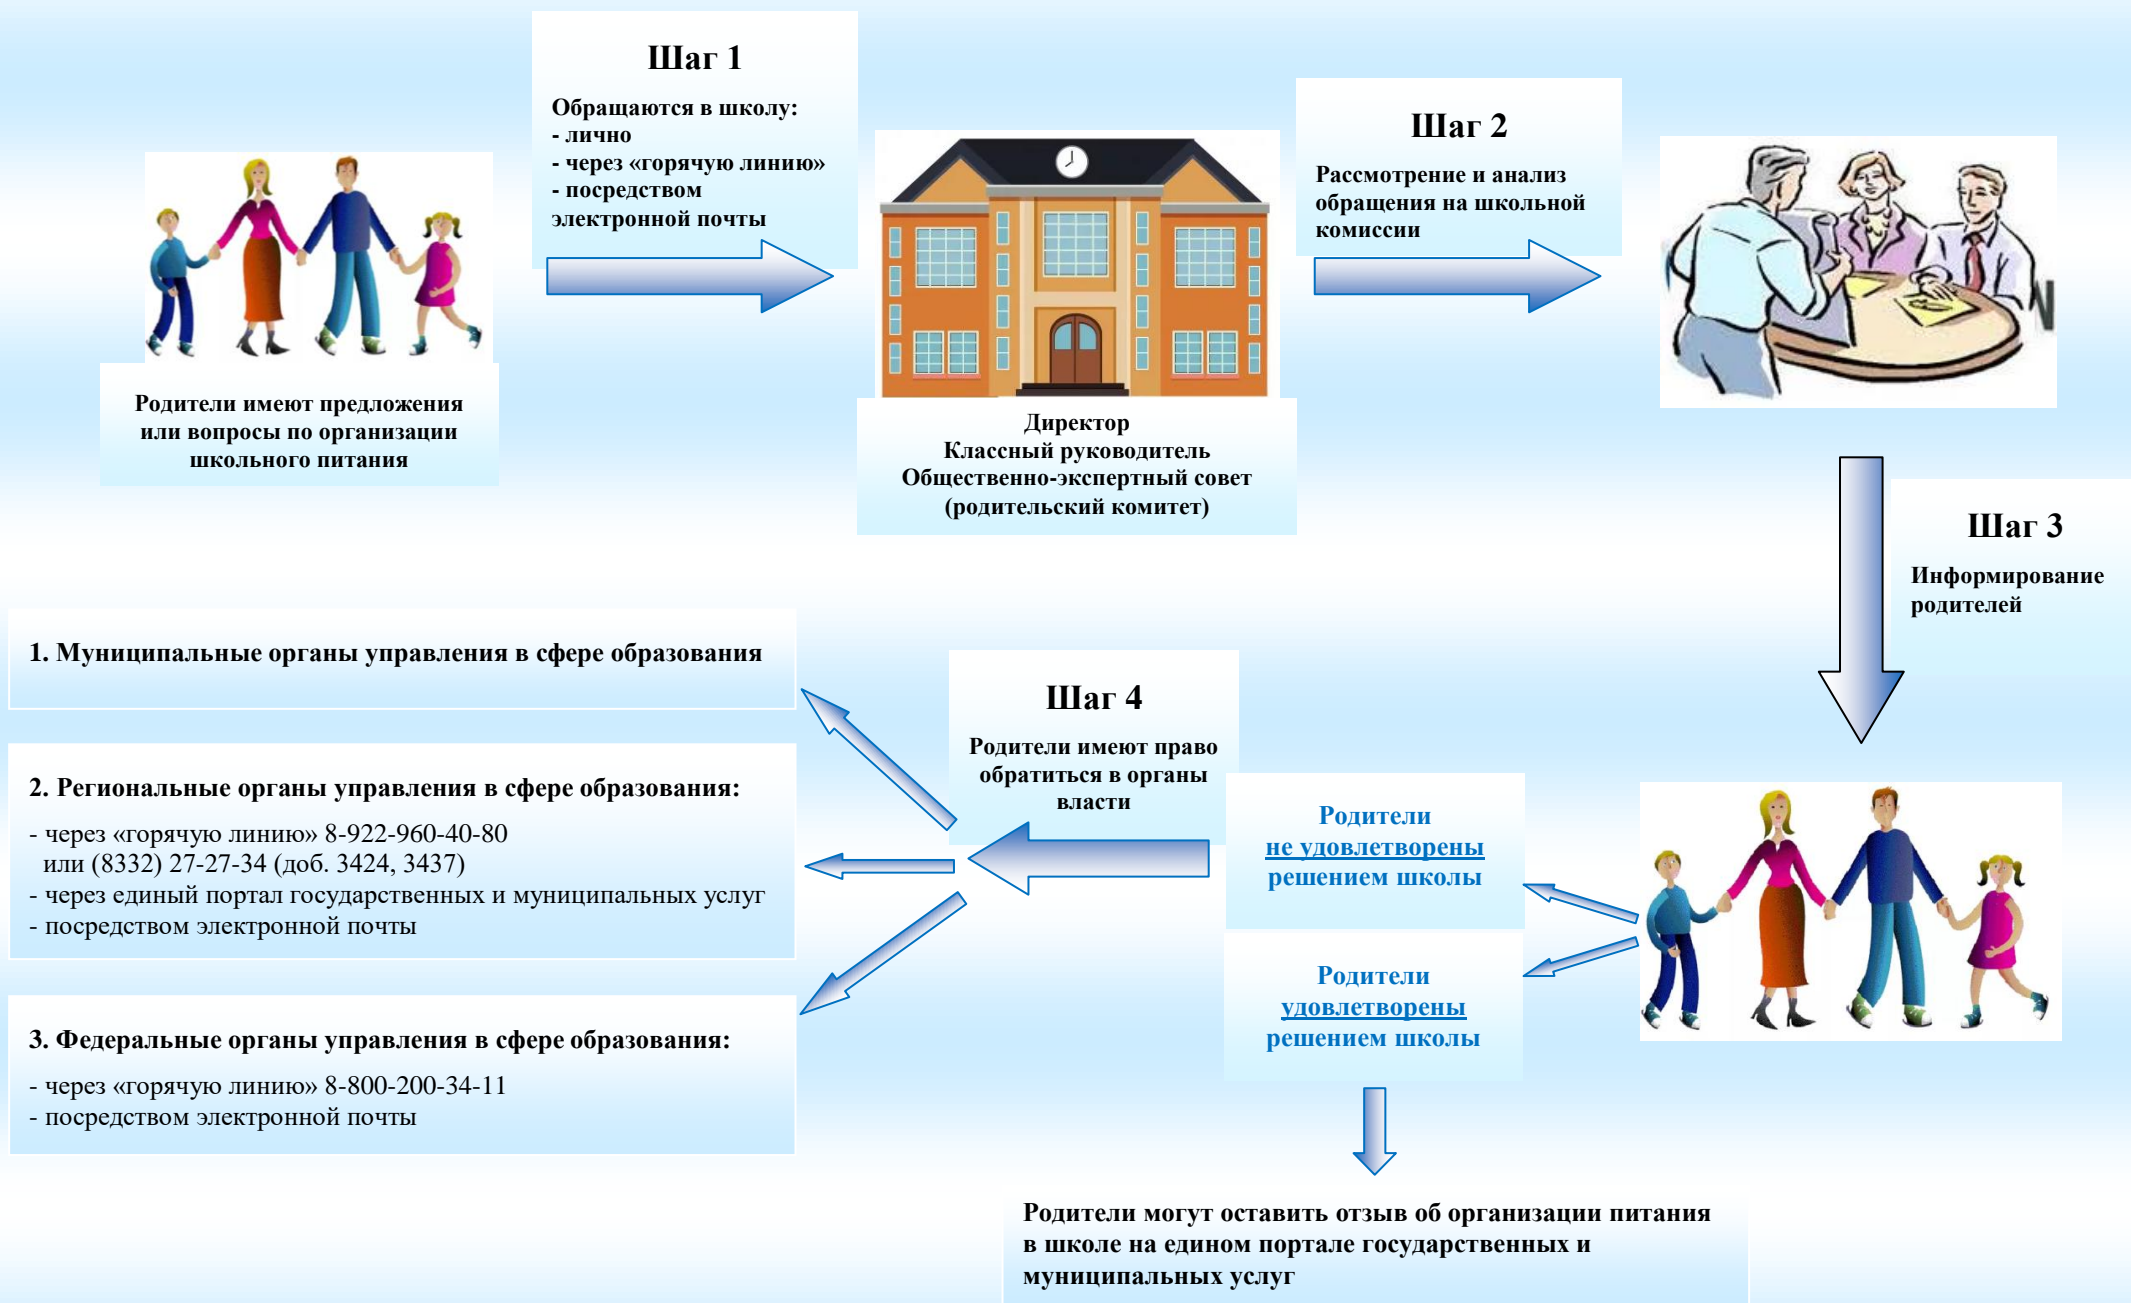 Шаг 1
Обращаются в школу:
- лично
- через «горячую линию»
- посредством
электронной почты
Шаг 2
Рассмотрение и анализ
обращения на школьной
комиссии
Родители имеют предложения
или вопросы по организации
школьного питания
Директор
Классный руководитель
Общественно-экспертный совет
(родительский комитет)
Шаг 3
Информирование
родителей
1. Муниципальные органы управления в сфере образования
2. Региональные органы управления в сфере образования:
- через «горячую линию» 8-922-960-40-80
или (8332) 27-27-34 (доб. 3424, 3437)
- через единый портал государственных и муниципальных услуг
- посредством электронной почты
3. Федеральные органы управления в сфере образования:
- через «горячую линию» 8-800-200-34-11
- посредством электронной почты
Шаг 4
Родители имеют право
обратиться в органы
власти
Родители
не удовлетворены
решением школы
Родители
удовлетворены
решением школы
Родители могут оставить отзыв об организации питания
в школе на едином портале государственных и
муниципальных услуг